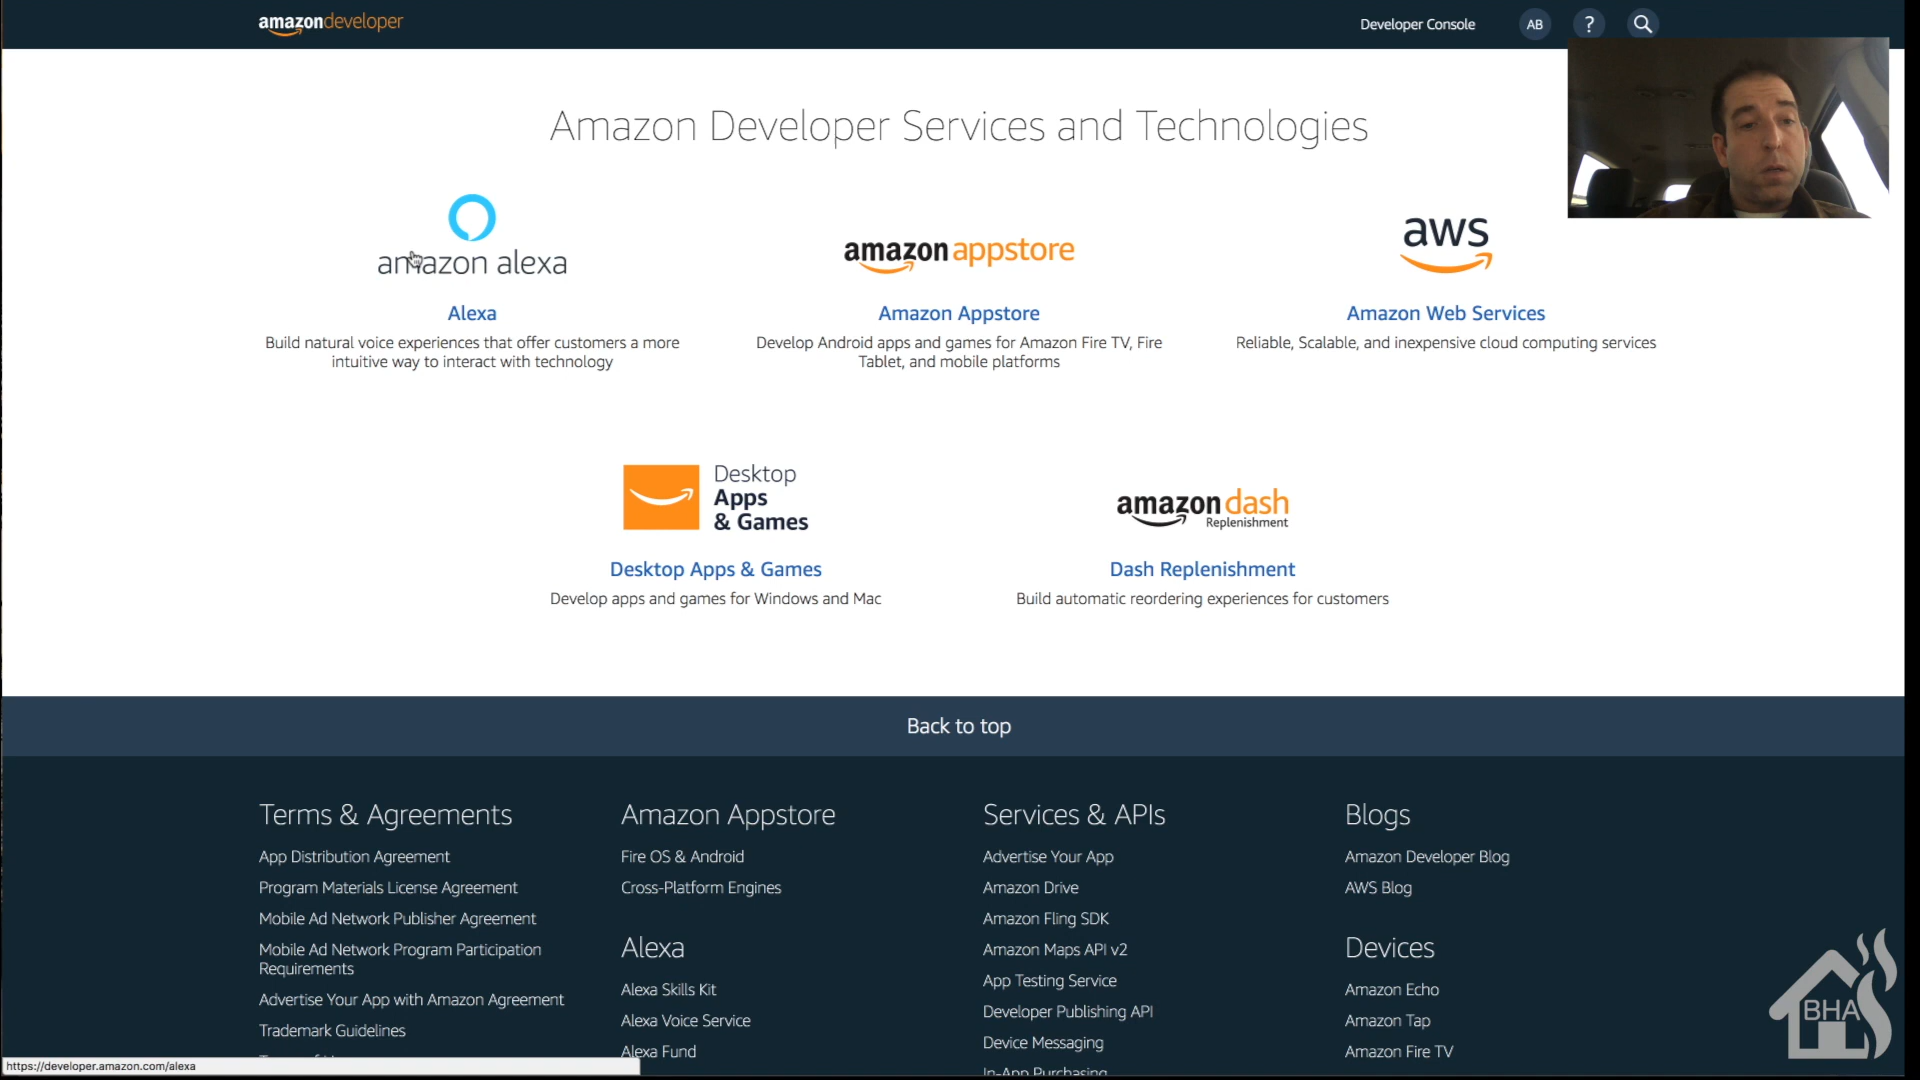 amazondeveloper
Developer Console
AB
?
Amazon Developer Services and Technologies
amazon alexa
Alexa
Build natural voice experiences that offer customers a more
intuitive way to interact with technology
amazon appstore
Amazon Appstore
Develop Android apps and games for Amazon Fire TV, Fire
Tablet, and mobile platforms
aws
Amazon Web Services
Reliable, Scalable, and inexpensive cloud computing services
Desktop
Apps
& Games
Desktop Apps & Games
Develop apps and games for Windows and Mac
amazon dash
Replenishment
Dash Replenishment
Build automatic reordering experiences for customers
Back to top
Terms & Agreements
App Distribution Agreement
Program Materials License Agreement
Mobile Ad Network Publisher Agreement
Mobile Ad Network Program Participation
Requirements
Advertise Your App with Amazon Agreement
Trademark Guidelines
Amazon Appstore
Fire OS & Android
Cross-Platform Engines
Alexa
Alexa Skills Kit
Alexa Voice Service
Alexa Fund
Services & APIs
Advertise Your App
Amazon Drive
Amazon Fling SDK
Amazon Maps API v2
App Testing Service
Developer Publishing API
Device Messaging
In-App Purchasing
Blogs
Amazon Developer Blog
AWS Blog
Devices
Amazon Echo
Amazon Tap
Amazon Fire TV
BHA
https://developer.amazon.com/alexa